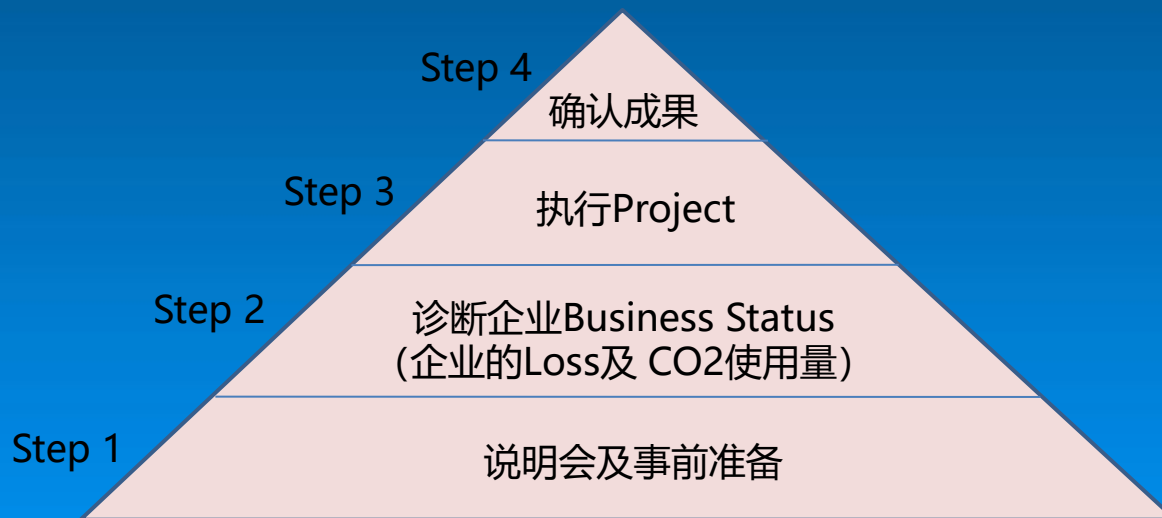 Step 4
确认成果
Step 3
执行Project
Step 2
诊断企业Business Status
（企业的Loss及 CO2使用量）
Step 1
说明会及事前准备